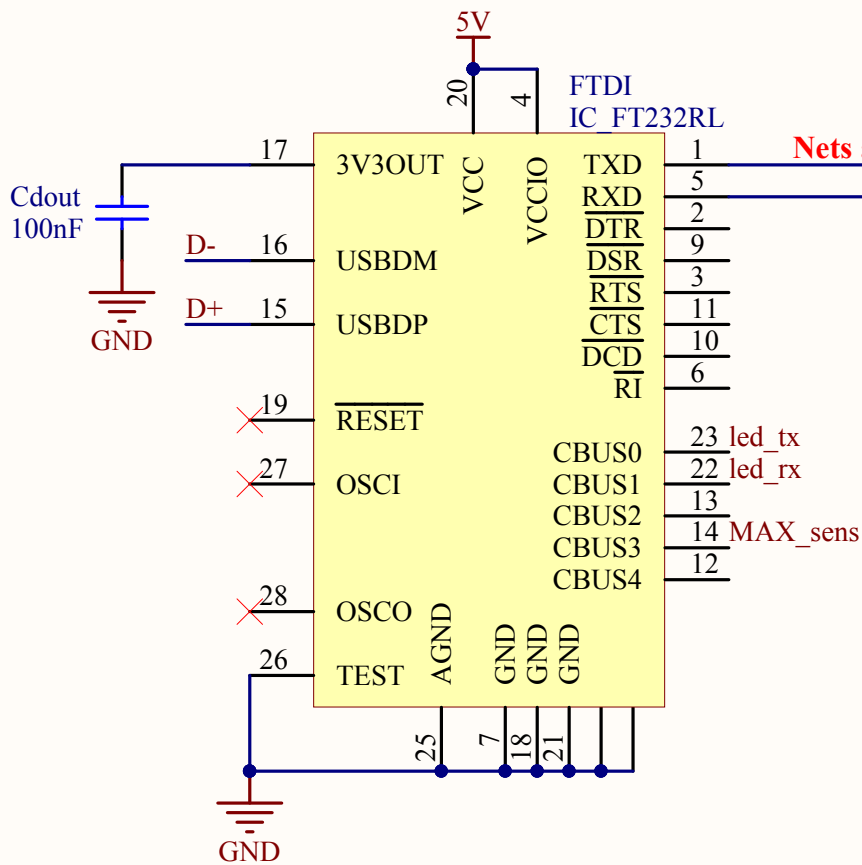 5V
FTDI
IC_FT232RL
20
4
17
3V3OUT
VCC
VCCIO
TXD
1
Nets
RXD
5
Cdout
100nF
DTR
2
D-
16
USBDM
DSR
9
RTS
3
D+
15
USBDP
CTS
11
GND
DCD
10
RI
6
19
RESET
CBUS0
23
led_tx
27
OSCI
CBUS1
22
led_rx
CBUS2
13
CBUS3
14
MAX_sens
CBUS4
12
28
OSCO
26
TEST
AGND
GND
GND
GND
25
7
18
21
GND